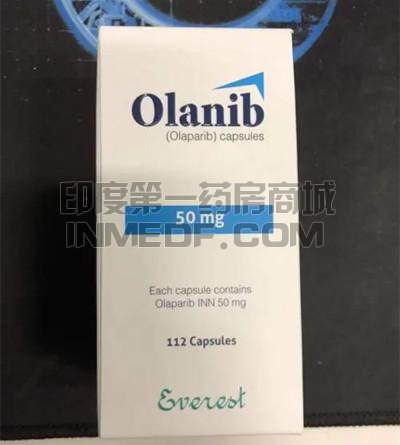 Olanib
(Olaparib) capsules
印度第一药房商城
50 mg
INMEDF.COM
Each capsule contains
Olaparib INN 50 mg
112 Capsules
Everest